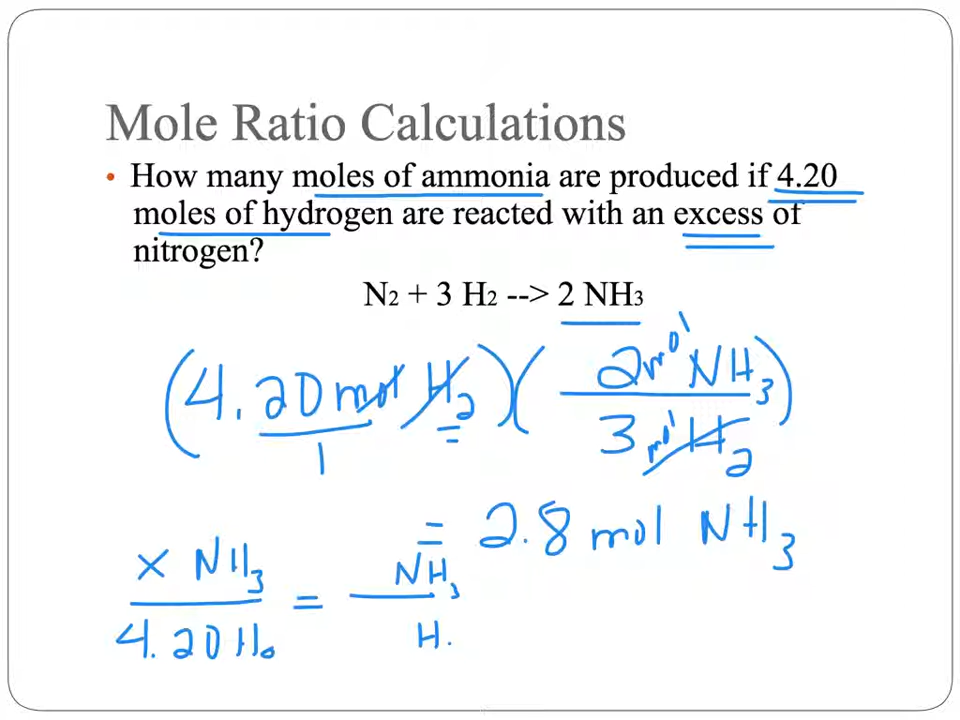 Mole Ratio Calculations
• How many moles of ammonia are produced if 4.20
moles of hydrogen are reacted with an excess of
nitrogen?
N2 + 3 H2 --> 2 NH3
(4.20 mol H2)(2 mol NH3)
1 3 mol H2
= 2.8 mol NH3
x NH3 = NH3
4.20 H2 H